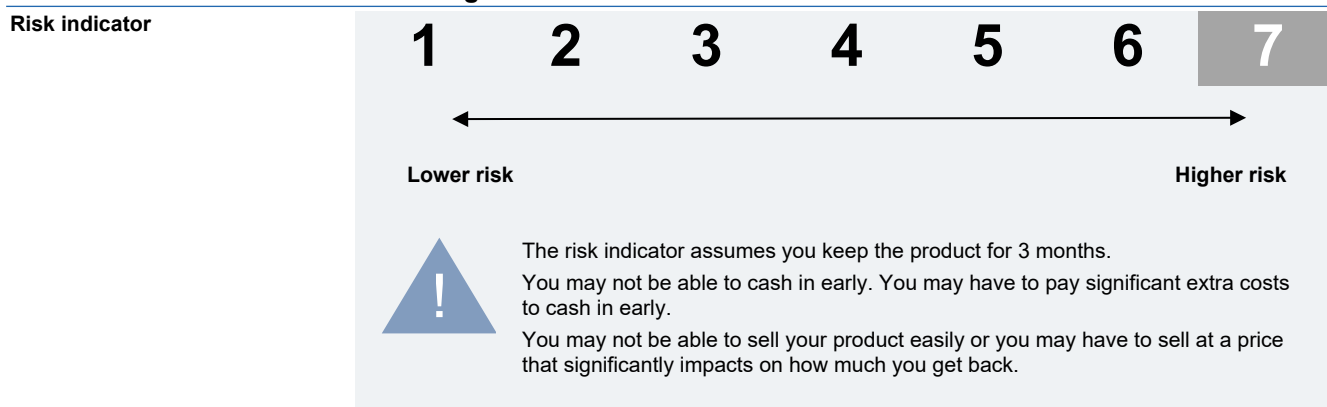 Risk indicator
1 2 3 4 5 6 7
Lower risk Higher risk
!
The risk indicator assumes you keep the product for 3 months.
You may not be able to cash in early. You may have to pay significant extra costs
to cash in early.
You may not be able to sell your product easily or you may have to sell at a price
that significantly impacts on how much you get back.